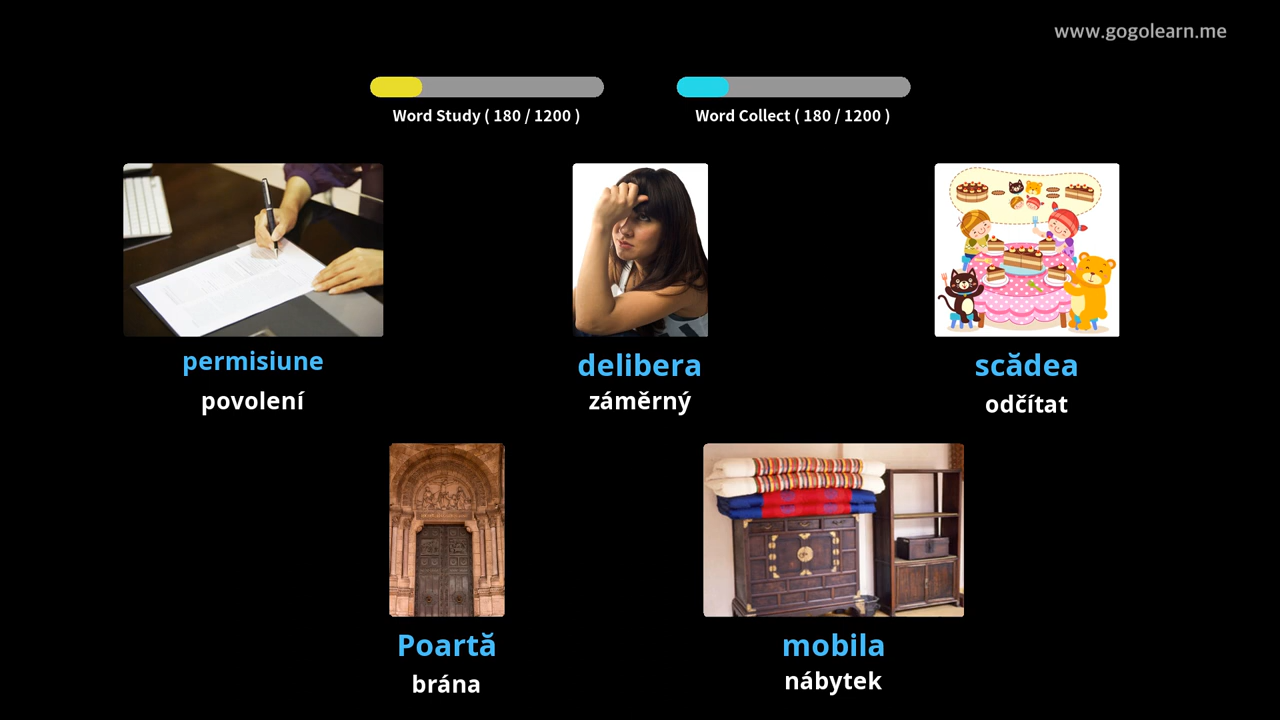 www.gogolearn.me
Word Study ( 180 / 1200 )
Word Collect ( 180 / 1200 )
permisiune
povolení
delibera
záměrný
scădea
odčítat
Poartă
brána
mobila
nábytek